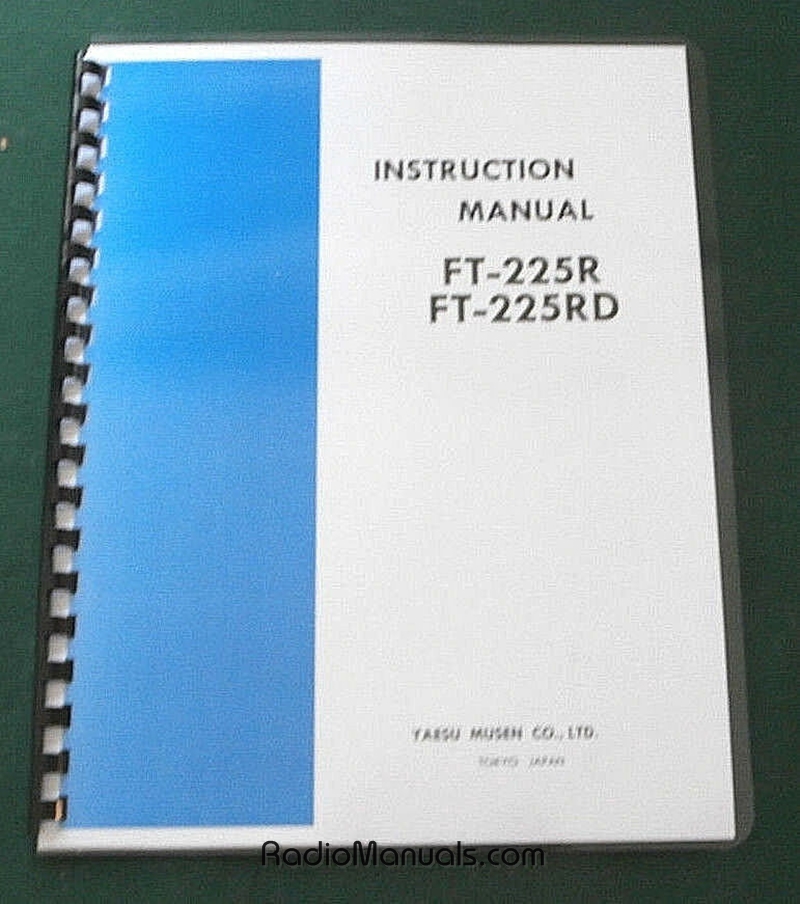 INSTRUCTION
MANUAL
FT-225R
FT-225RD
YAESU MUSEN CO., LTD.
TOKYO JAPAN
RadioManuals.com